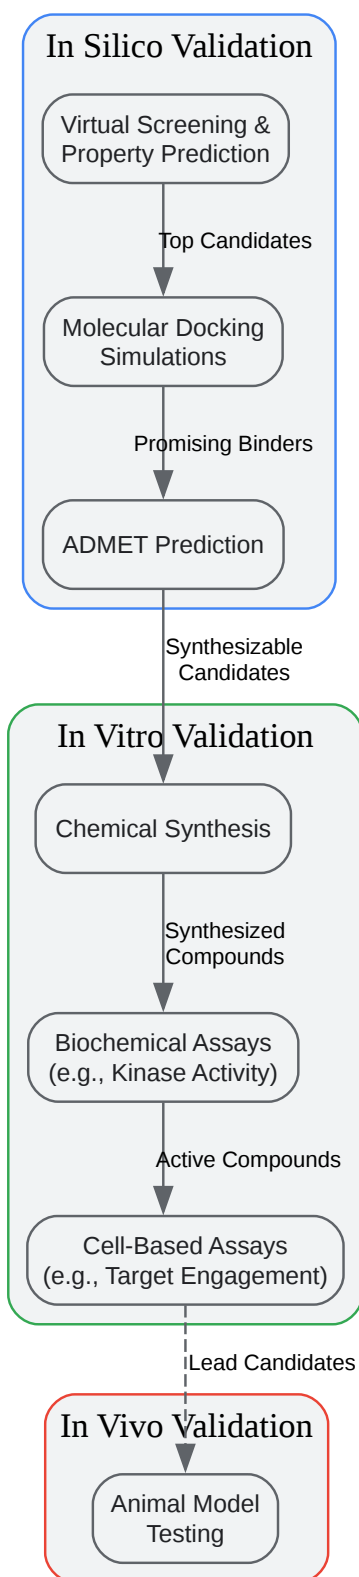 In Silico Validation
Virtual Screening &
Property Prediction
Top Candidates
Molecular Docking
Simulations
Promising Binders
ADMET Prediction
Synthesizable
Candidates
In Vitro Validation
Chemical Synthesis
Synthesized
Compounds
Biochemical Assays
(e.g., Kinase Activity)
Active Compounds
Cell-Based Assays
(e.g., Target Engagement)
Lead Candidates
In Vivo Validation
Animal Model
Testing